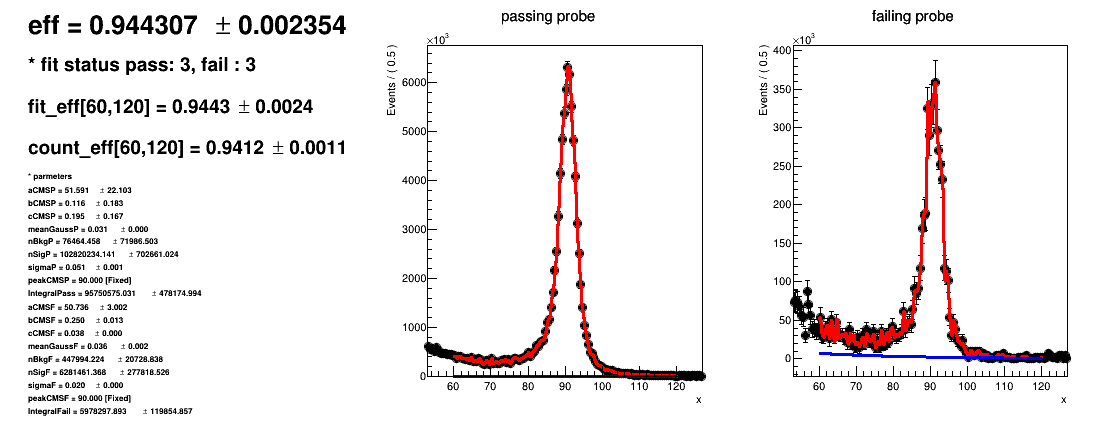 eff = 0.944307 ± 0.002354
* fit status pass: 3, fail : 3
fit_eff[60,120] = 0.9443 ± 0.0024
count_eff[60,120] = 0.9412 ± 0.0011
* parmeters
aCMSP = 51.591 ± 22.103
bCMSP = 0.116 ± 0.183
cCMSP = 0.195 ± 0.167
meanGaussP = 0.031 ± 0.000
nBkgP = 76464.458 ± 71986.503
nSigP = 102820234.141 ± 702661.024
sigmaP = 0.051 ± 0.001
peakCMSP = 90.000 [Fixed]
IntegralPass = 95750575.031 ± 478174.994
aCMSF = 50.736 ± 3.002
bCMSF = 0.250 ± 0.013
cCMSF = 0.038 ± 0.000
meanGaussF = 0.036 ± 0.002
nBkgF = 447994.224 ± 20728.838
nSigF = 6281461.368 ± 277818.526
sigmaF = 0.020 ± 0.000
peakCMSF = 90.000 [Fixed]
IntegralFail = 5978297.893 ± 119854.857
passing probe
×10³
Events / ( 0.5 )
6000
5000
4000
3000
2000
1000
0
60 70 80 90 100 110 120
x
failing probe
×10³
Events / ( 0.5 )
400
350
300
250
200
150
100
50
0
60 70 80 90 100 110 120
x